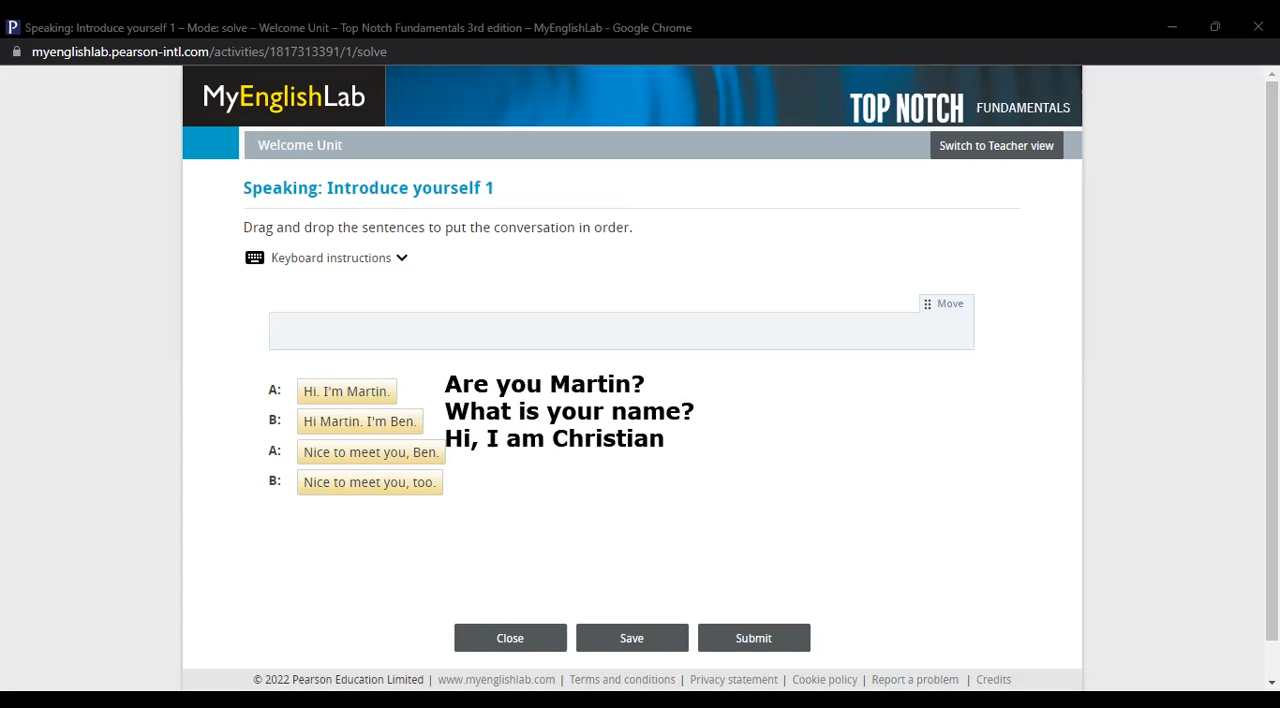 Speaking: Introduce yourself 1 – Mode: solve – Welcome Unit – Top Notch Fundamentals 3rd edition – MyEnglishLab - Google Chrome
myenglishlab.pearson-intl.com/activities/1817313391/1/solve
MyEnglishLab
TOP NOTCH FUNDAMENTALS
Welcome Unit
Switch to Teacher view
Speaking: Introduce yourself 1
Drag and drop the sentences to put the conversation in order.
Keyboard instructions
Move
A: Hi. I'm Martin.
B: Hi Martin. I'm Ben.
A: Nice to meet you, Ben.
B: Nice to meet you, too.
Are you Martin?
What is your name?
Hi, I am Christian
Close
Save
Submit
© 2022 Pearson Education Limited | www.myenglishlab.com | Terms and conditions | Privacy statement | Cookie policy | Report a problem | Credits